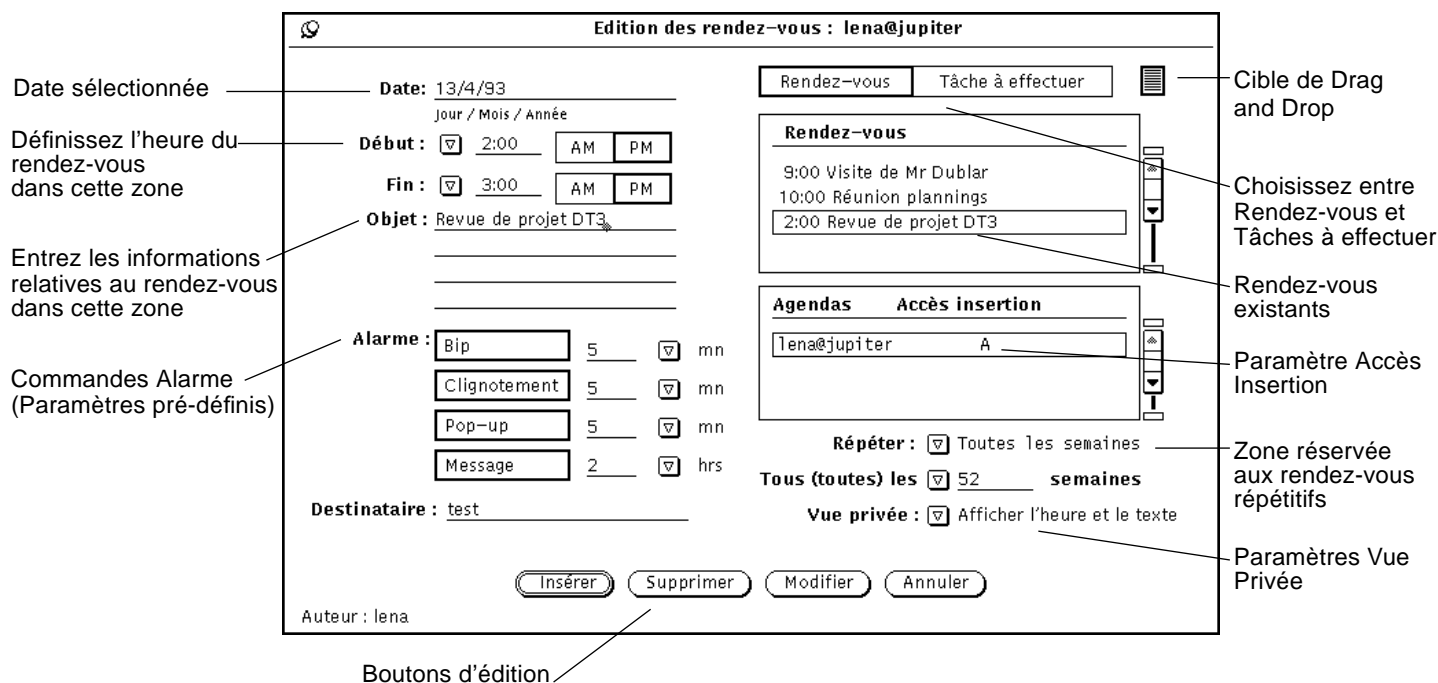 Edition des rendez-vous : lena@jupiter
Date sélectionnée
Définissez l'heure du
rendez-vous
dans cette zone
Entrez les informations
relatives au rendez-vous
dans cette zone
Commandes Alarme
(Paramètres pré-définis)
Date: 13/4/93
Jour / Mois / Année
Début : 2:00 AM PM
Fin : 3:00 AM PM
Objet : Revue de projet DT3
Alarme :
Bip 5 mn
Clignotement 5 mn
Pop-up 5 mn
Message 2 hrs
Destinataire : test
Rendez-vous Tâche à effectuer
Rendez-vous
9:00 Visite de Mr Dublar
10:00 Réunion plannings
2:00 Revue de projet DT3
Agendas Accès insertion
lena@jupiter A
Répéter : Toutes les semaines
Tous (toutes) les 52 semaines
Vue privée : Afficher l'heure et le texte
Insérer Supprimer Modifier Annuler
Auteur : lena
Cible de Drag
and Drop
Choisissez entre
Rendez-vous et
Tâches à effectuer
Rendez-vous
existants
Paramètre Accès
Insertion
Zone réservée
aux rendez-vous
répétitifs
Paramètres Vue
Privée
Boutons d'édition